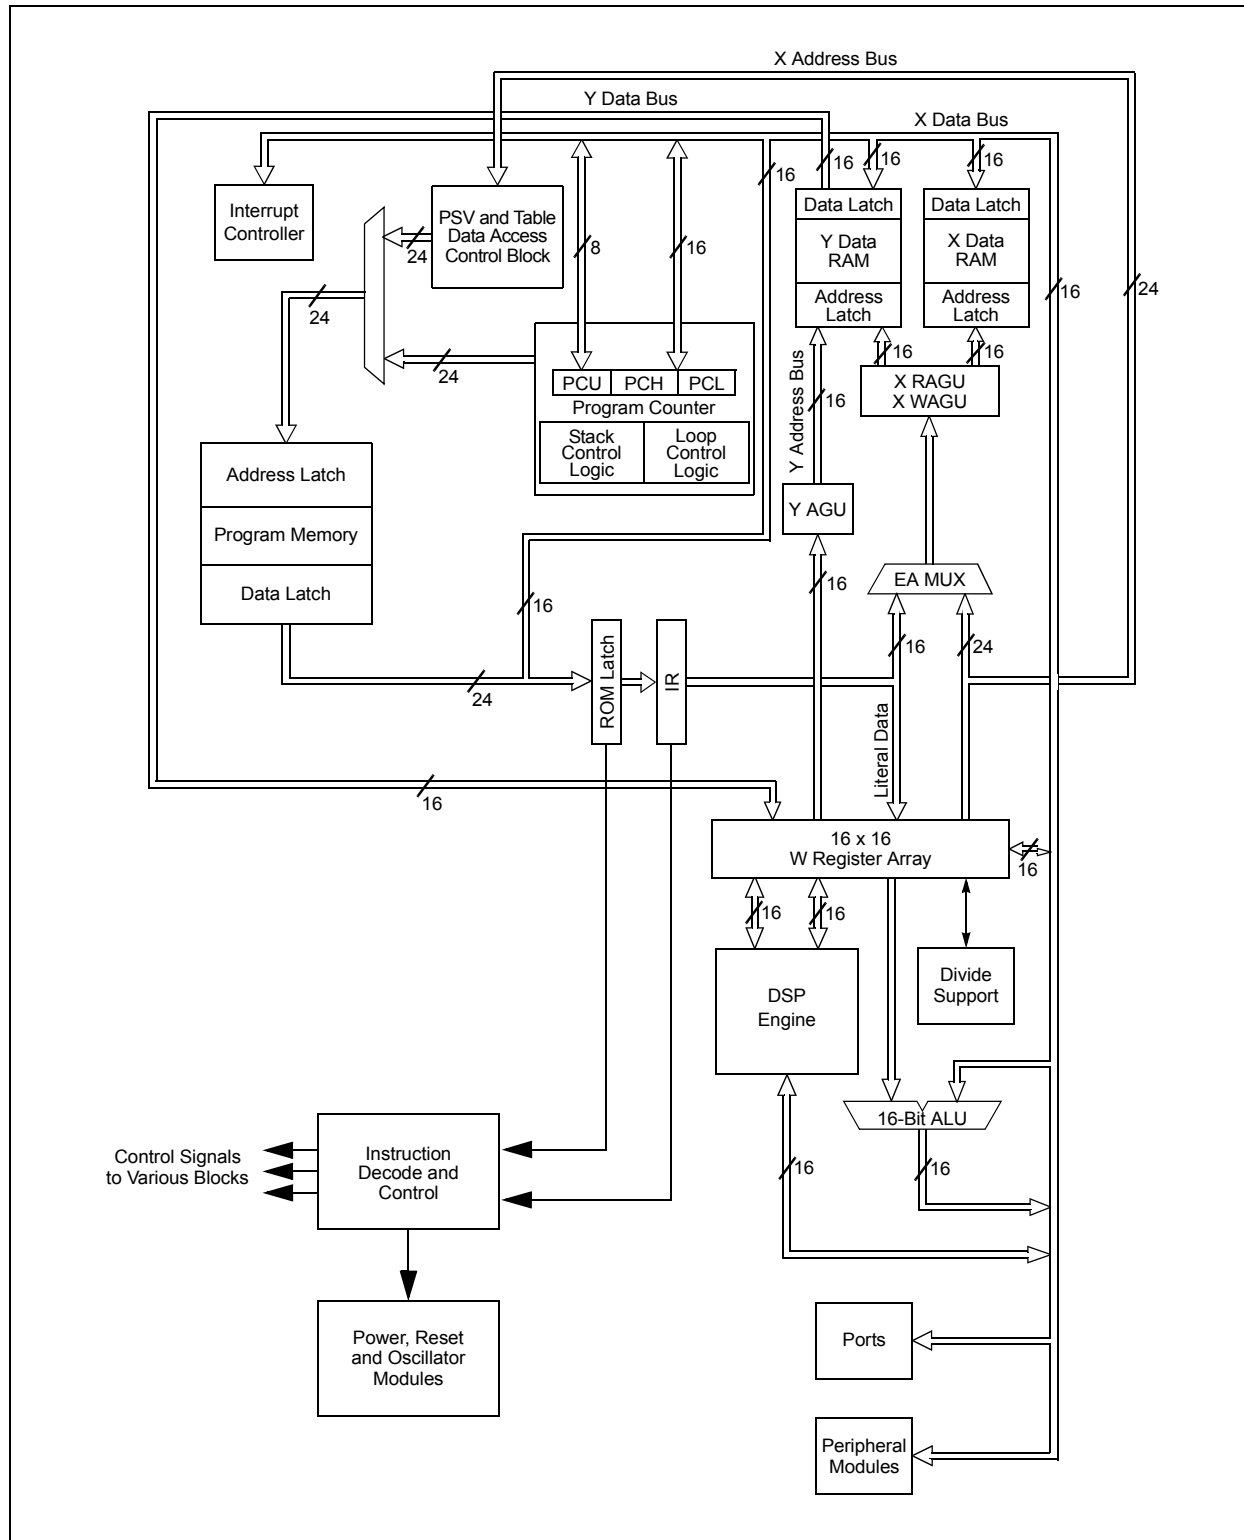 X Address Bus
Y Data Bus
X Data Bus
16
16
16
16
Interrupt
Controller
PSV and Table
Data Access
Control Block
24
8
16
Data Latch
Y Data
RAM
Address
Latch
Data Latch
X Data
RAM
Address
Latch
16
24
24
24
16
16
PCU
PCH
PCL
Program Counter
Stack
Control
Logic
Loop
Control
Logic
Y Address Bus
16
X RAGU
X WAGU
Address Latch
Program Memory
Data Latch
Y AGU
16
EA MUX
16
16
24
24
ROM Latch
IR
Literal Data
16
16 x 16
W Register Array
16
16
16
DSP
Engine
Divide
Support
16-Bit ALU
16
16
Control Signals
to Various Blocks
Instruction
Decode and
Control
Power, Reset
and Oscillator
Modules
Ports
Peripheral
Modules